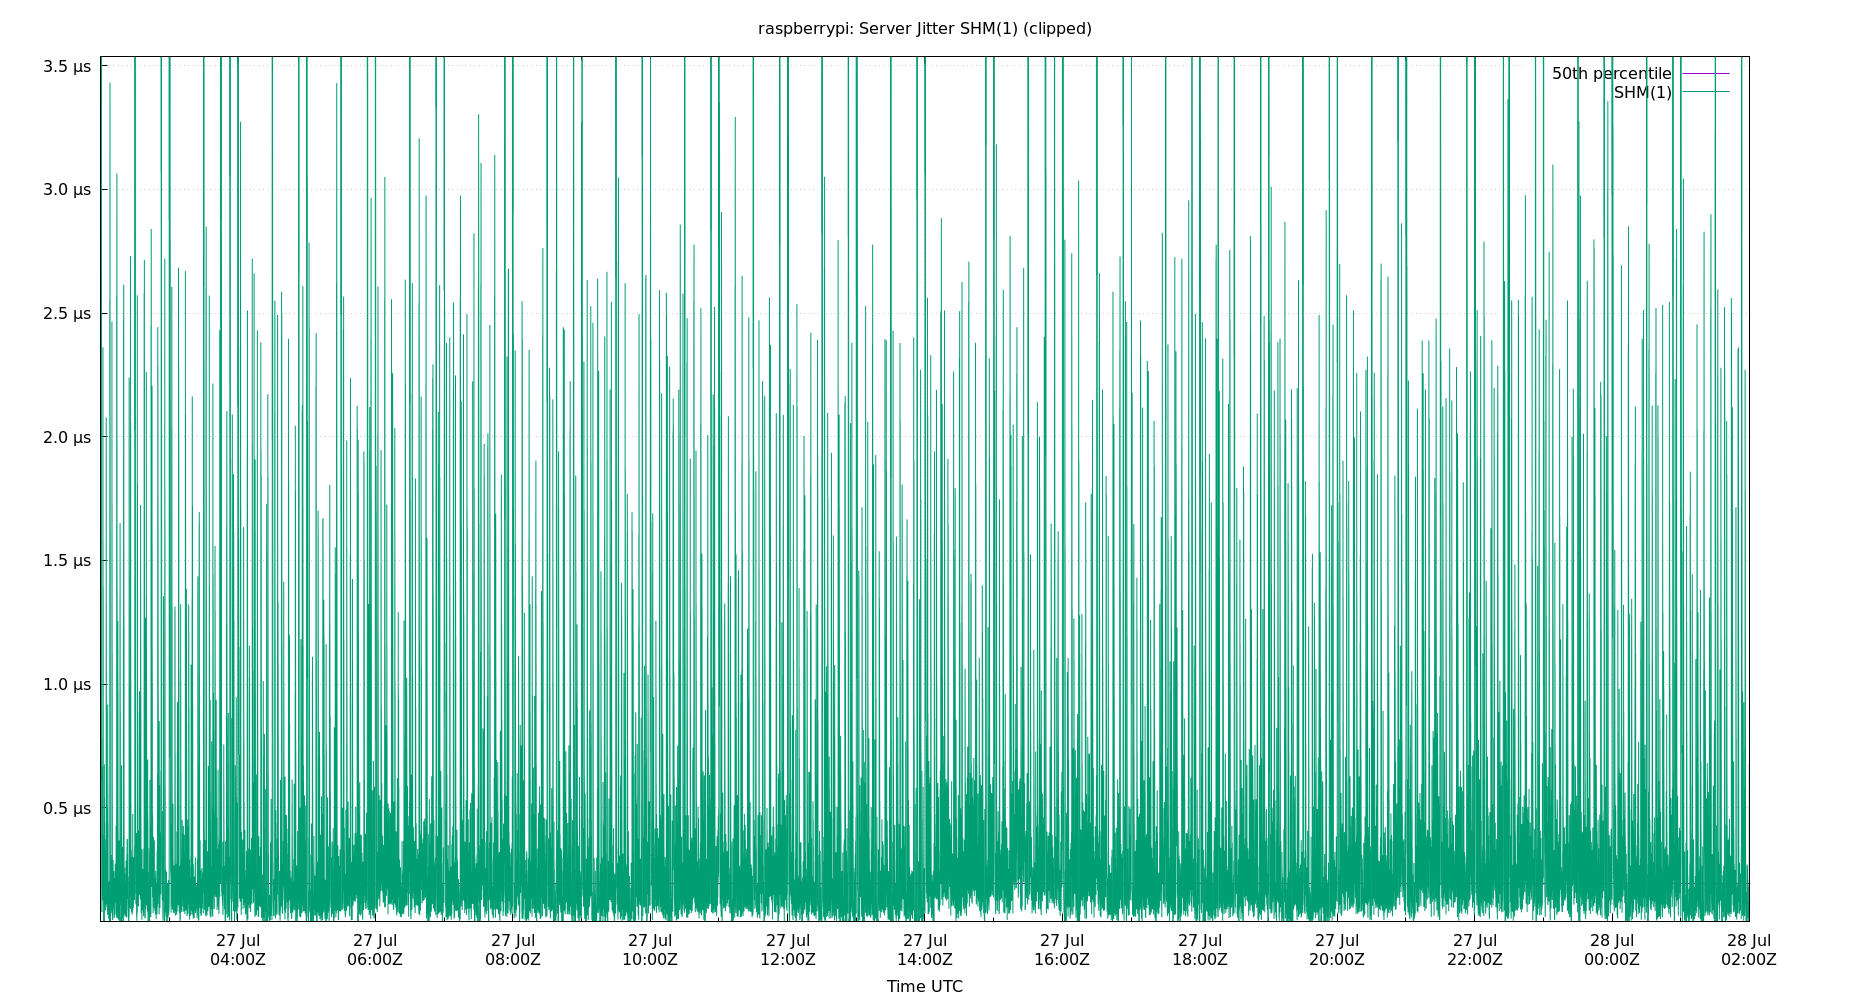 raspberrypi: Server Jitter SHM(1) (clipped)
3.5 µs
3.0 µs
2.5 µs
2.0 µs
1.5 µs
1.0 µs
0.5 µs
50th percentile
SHM(1)
27 Jul 27 Jul 27 Jul 27 Jul 27 Jul 27 Jul 27 Jul 27 Jul 27 Jul 27 Jul 28 Jul 28 Jul
04:00Z 06:00Z 08:00Z 10:00Z 12:00Z 14:00Z 16:00Z 18:00Z 20:00Z 22:00Z 00:00Z 02:00Z
Time UTC